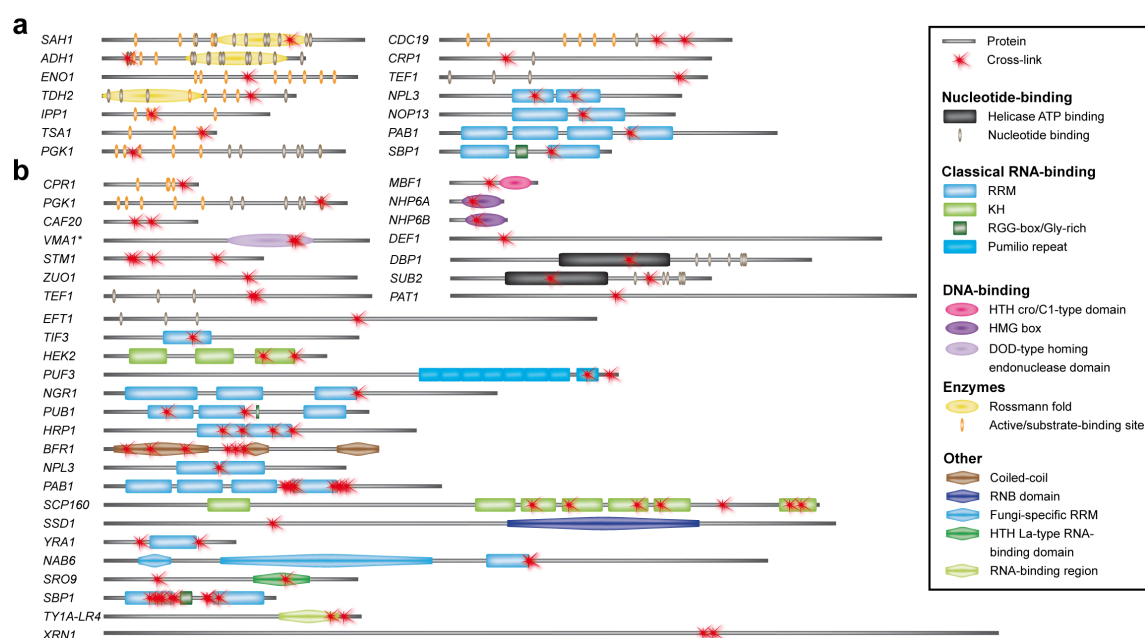 a
SAH1
ADH1
ENO1
TDH2
IPP1
TSA1
PGK1
CDC19
CRP1
TEF1
NPL3
NOP13
PAB1
SBP1
b
CPR1
PGK1
CAF20
VMA1*
STM1
ZUO1
TEF1
EFT1
TIF3
HEK2
PUF3
NGR1
PUB1
HRP1
BFR1
NPL3
PAB1
SCP160
SSD1
YRA1
NAB6
SRO9
SBP1
TY1A-LR4
XRN1
MBF1
NHP6A
NHP6B
DEF1
DBP1
SUB2
PAT1
Protein
Cross-link
Nucleotide-binding
Helicase ATP binding
Nucleotide binding
Classical RNA-binding
RRM
KH
RGG-box/Gly-rich
Pumilio repeat
DNA-binding
HTH cro/C1-type domain
HMG box
DOD-type homing
endonuclease domain
Enzymes
Rossmann fold
Active/substrate-binding site
Other
Coiled-coil
RNB domain
Fungi-specific RRM
HTH La-type RNA-
binding domain
RNA-binding region